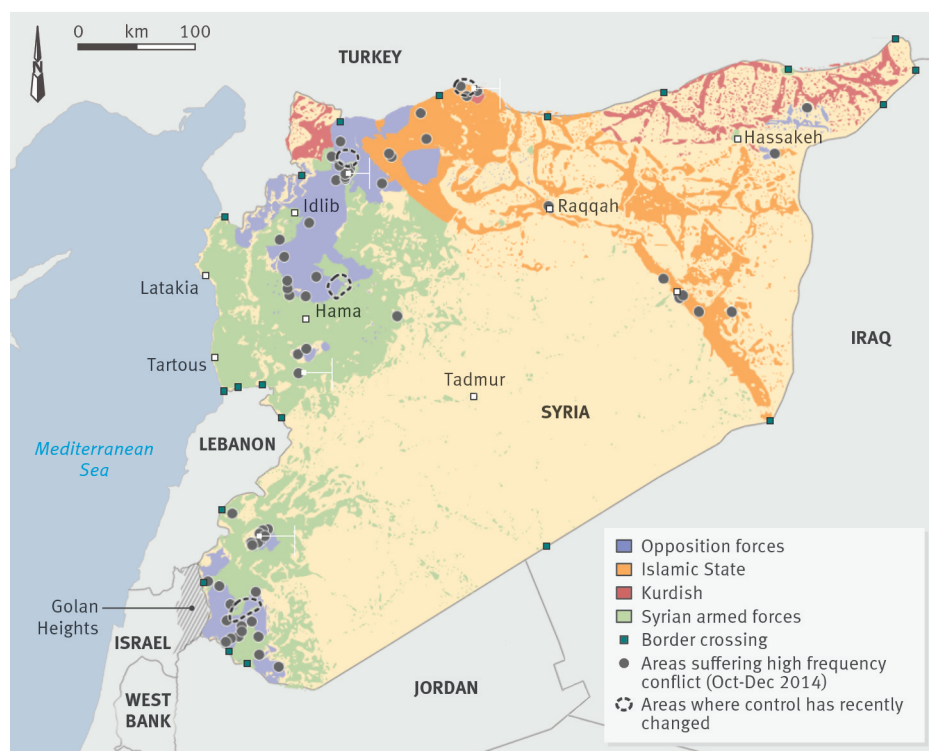 0 km 100
N
TURKEY
Hassakeh
Idlib
Raqqah
Latakia
Hama
IRAQ
Tartous
Tadmur
SYRIA
LEBANON
Mediterranean
Sea
Opposition forces
Islamic State
Kurdish
Syrian armed forces
Border crossing
Areas suffering high frequency
conflict (Oct-Dec 2014)
Areas where control has recently
changed
Golan
Heights
ISRAEL
JORDAN
WEST
BANK